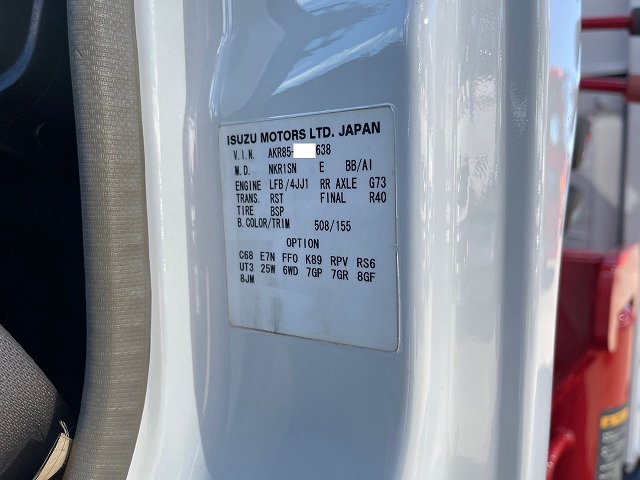 ISUZU MOTORS LTD. JAPAN
V.I.N. AKR85- 638
M.D. NKR1SN E BB/AI
ENGINE LFB/4JJ1 RR AXLE G73
TRANS. RST FINAL R40
TIRE BSP
B.COLOR/TRIM 508/155
OPTION
C68 E7N FFO K89 RPV RS6
UT3 25W 6WD 7GP 7GR 8GF
8JM